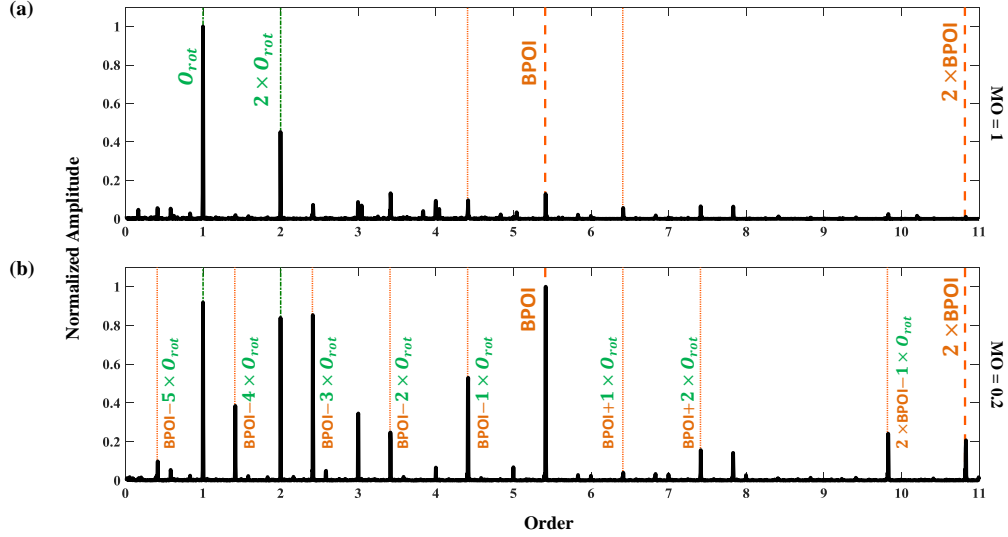 (a)
Normalized Amplitude
1
0.8
0.6
0.4
0.2
0
O_rot
2 × O_rot
BPOI
2 ×BPOI
MO = 1
0 1 2 3 4 5 6 7 8 9 10 11
(b)
1
0.8
0.6
0.4
0.2
0
BPOI−5 × O_rot
BPOI−4 × O_rot
BPOI−3 × O_rot
BPOI−2 × O_rot
BPOI−1 × O_rot
BPOI
BPOI+1 × O_rot
BPOI+2 × O_rot
2 ×BPOI−1 × O_rot
2 ×BPOI
MO = 0.2
0 1 2 3 4 5 6 7 8 9 10 11
Order